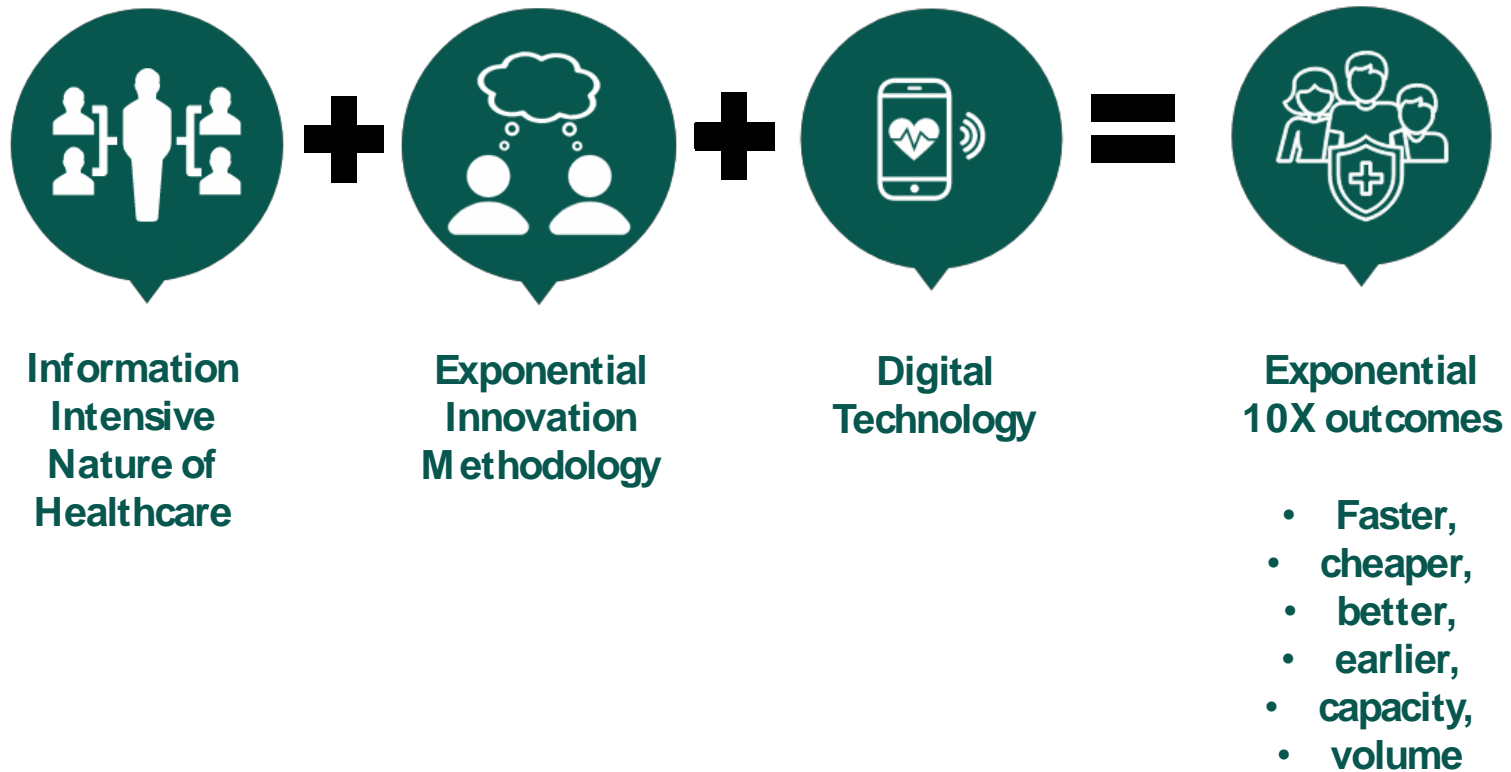 Information
Intensive
Nature of
Healthcare
Exponential
Innovation
Methodology
Digital
Technology
Exponential
10X outcomes
• Faster,
• cheaper,
• better,
• earlier,
• capacity,
• volume